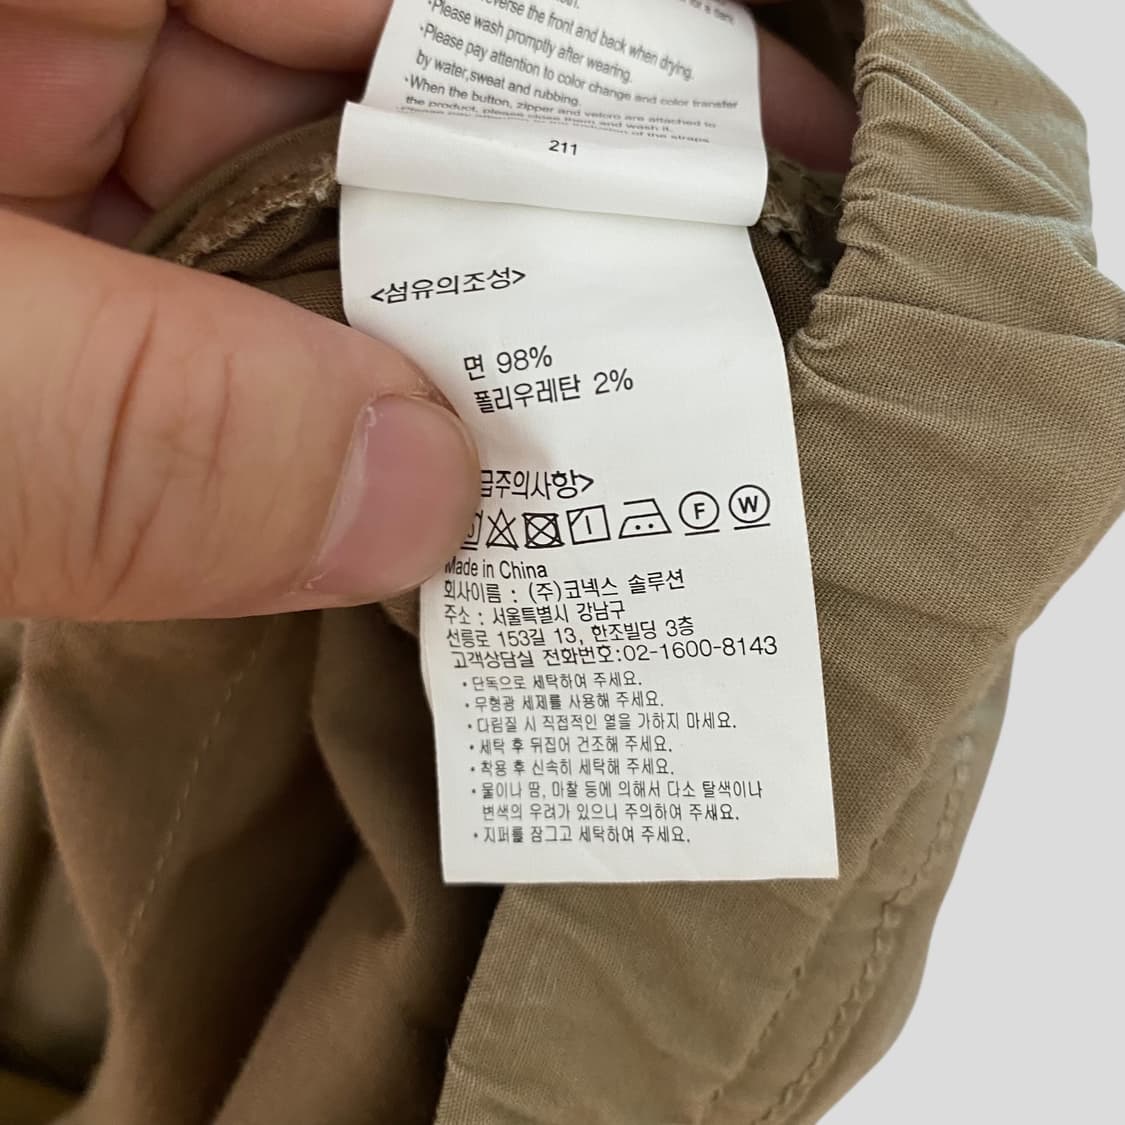 reverse the front and back when drying.
·Please wash promptly after wearing.
·Please pay attention to color change and color transfer
by water,sweat and rubbing.
·When the button, zipper and velcro are attached to
the product, please close them and wash it.
211
<섬유의조성>
면 98%
폴리우레탄 2%
급주의사항>
F W
Made in China
회사이름 : (주)코넥스 솔루션
주소 : 서울특별시 강남구
선릉로 153길 13, 한조빌딩 3층
고객상담실 전화번호:02-1600-8143
·단독으로 세탁하여 주세요.
·무형광 세제를 사용해 주세요.
·다림질 시 직접적인 열을 가하지 마세요.
·세탁 후 뒤집어 건조해 주세요.
·착용 후 신속히 세탁해 주세요.
·물이나 땀, 마찰 등에 의해서 다소 탈색이나
변색의 우려가 있으니 주의하여 주세요.
·지퍼를 잠그고 세탁하여 주세요.